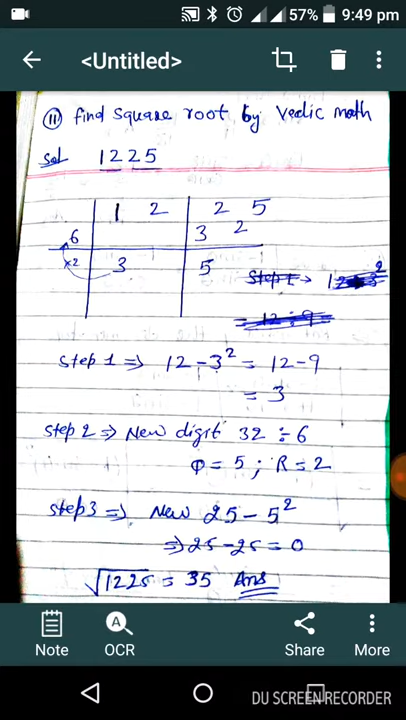 57% 9:49 pm
<Untitled>
(iii) find square root by Vedic math
Sol 1225
1 2 2 5
6 3 2
×2 3 5
Step 1 → 12-3²
= 12 ÷ 9
Step 1 ⇒ 12 - 3² = 12 - 9
= 3
Step 2 ⇒ New digit 32 ÷ 6
Q = 5 ; R = 2
Step 3 ⇒ New 25 - 5²
⇒ 25 - 25 = 0
√1225 = 35 Ans
Note OCR Share More
DU SCREEN RECORDER